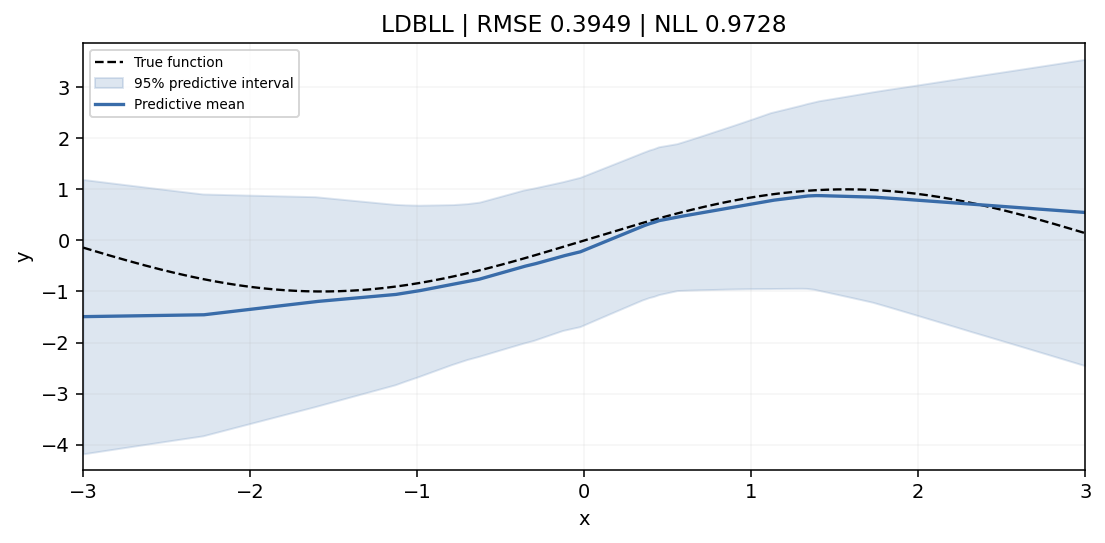 LDBLL | RMSE 0.3949 | NLL 0.9728
True function
95% predictive interval
Predictive mean
y
3
2
1
0
−1
−2
−3
−4
−3
−2
−1
0
1
2
3
x